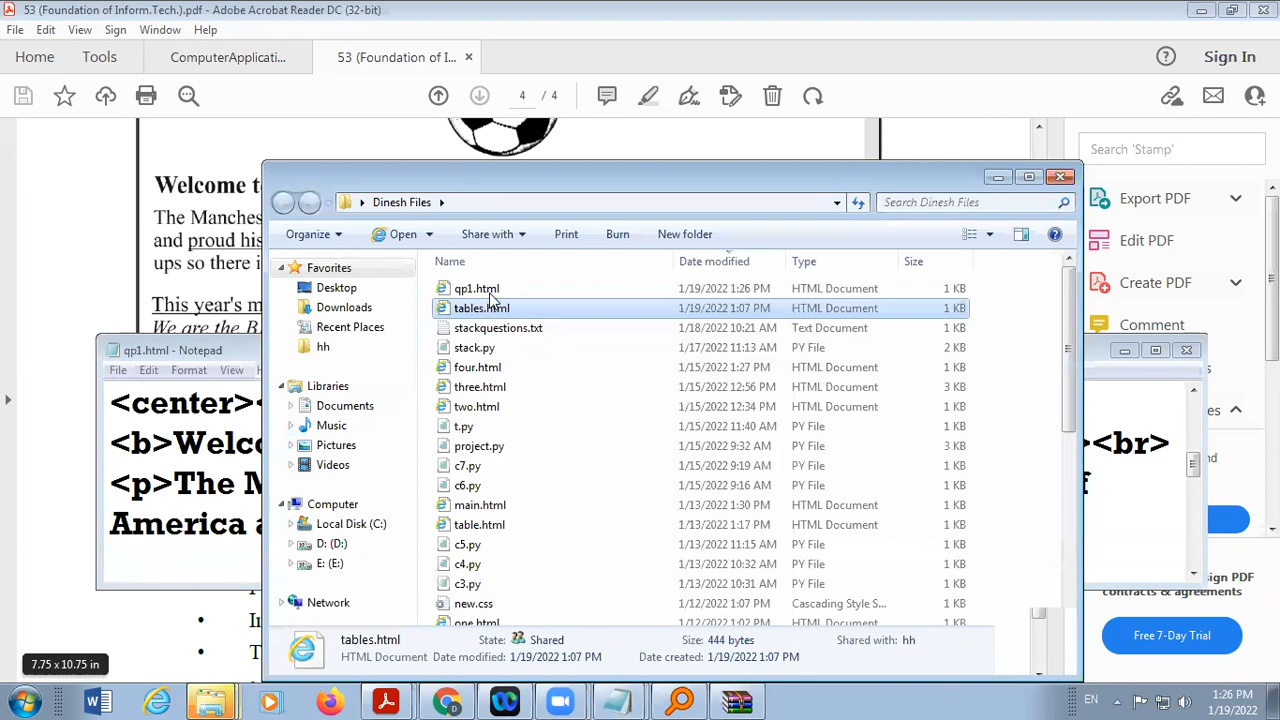 53 (Foundation of Inform.Tech.).pdf - Adobe Acrobat Reader DC (32-bit)
File Edit View Sign Window Help
Home Tools ComputerApplicati... 53 (Foundation of I... × Sign In
4 / 4
Search 'Stamp'
Export PDF
Edit PDF
Create PDF
Comment
Welcome to
The Manches
and proud his
ups so there i
This year's m
We are the B
Dinesh Files
Search Dinesh Files
Organize Open Share with Print Burn New folder
Name Date modified Type Size
Favorites
Desktop
Downloads
Recent Places
hh
Libraries
Documents
Music
Pictures
Videos
Computer
Local Disk (C:)
D: (D:)
E: (E:)
Network
qp1.html 1/19/2022 1:26 PM HTML Document 1 KB
tables.html 1/19/2022 1:07 PM HTML Document 1 KB
stackquestions.txt 1/18/2022 10:21 AM Text Document 1 KB
stack.py 1/17/2022 11:13 AM PY File 2 KB
four.html 1/15/2022 1:27 PM HTML Document 1 KB
three.html 1/15/2022 12:56 PM HTML Document 3 KB
two.html 1/15/2022 12:34 PM HTML Document 1 KB
t.py 1/15/2022 11:40 AM PY File 1 KB
project.py 1/15/2022 9:32 AM PY File 3 KB
c7.py 1/15/2022 9:19 AM PY File 1 KB
c6.py 1/15/2022 9:16 AM PY File 1 KB
main.html 1/13/2022 1:30 PM HTML Document 1 KB
table.html 1/13/2022 1:17 PM HTML Document 1 KB
c5.py 1/13/2022 11:15 AM PY File 1 KB
c4.py 1/13/2022 10:32 AM PY File 1 KB
c3.py 1/13/2022 10:31 AM PY File 1 KB
new.css 1/12/2022 1:07 PM Cascading Style S... 1 KB
one.html 1/12/2022 1:07 PM HTML Document 1 KB
tables.html State: Shared Size: 444 bytes Shared with: hh
HTML Document Date modified: 1/19/2022 1:07 PM Date created: 1/19/2022 1:07 PM
qp1.html - Notepad
File Edit Format View
<center><
<b>Welco ><br>
<p>The M f
America a
sign PDF
contracts & agreements
Free 7-Day Trial
7.75 x 10.75 in
EN 1:26 PM
1/19/2022